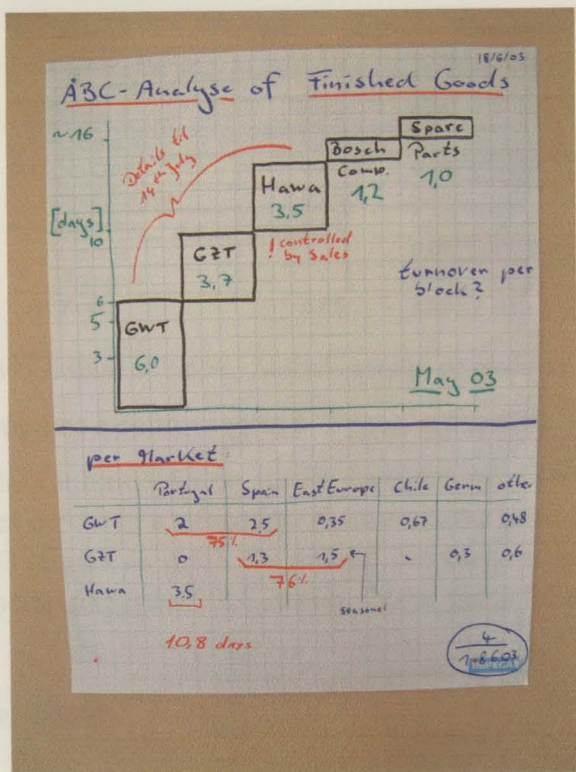 18/6/03
ABC-Analyse of Finished Goods
~16
Spare
Parts
1,0
Bosch
Comp.
1,2
Details til
14th July
Hawa
3,5
! controlled
by Sales
[days]
10
GZT
3,7
turnover per
block?
6
5
3
GWT
6,0
May 03
per Market:
Portugal Spain East Europe Chile Germ other
GWT 2 2,5 0,35 0,67 0,48
75%
GZT 0 1,3 1,5 0,3 0,6
76%
Hawa 3.5
seasonal
10,8 days
4